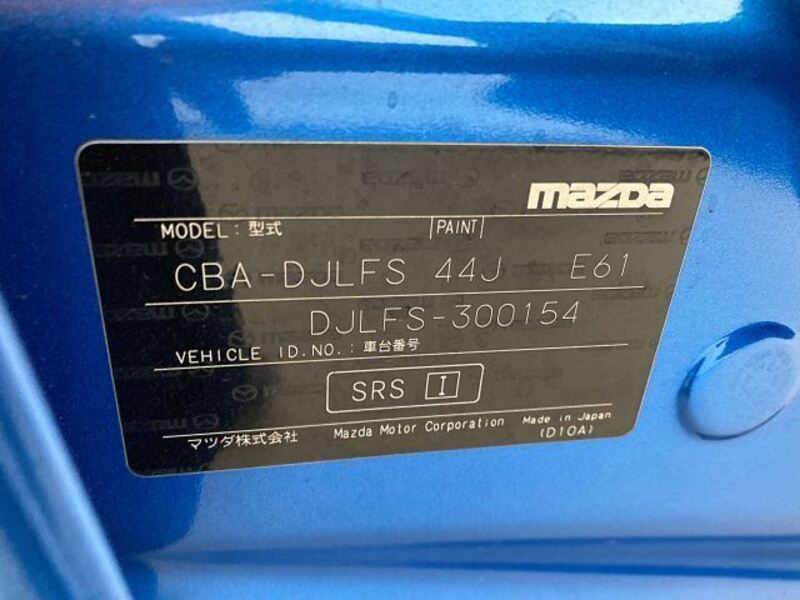 mazda
MODEL: 型式 PAINT
CBA-DJLFS 44J E61
DJLFS-300154
VEHICLE ID.NO.: 車台番号
SRS I
マツダ株式会社 Mazda Motor Corporation Made in Japan
(D10A)